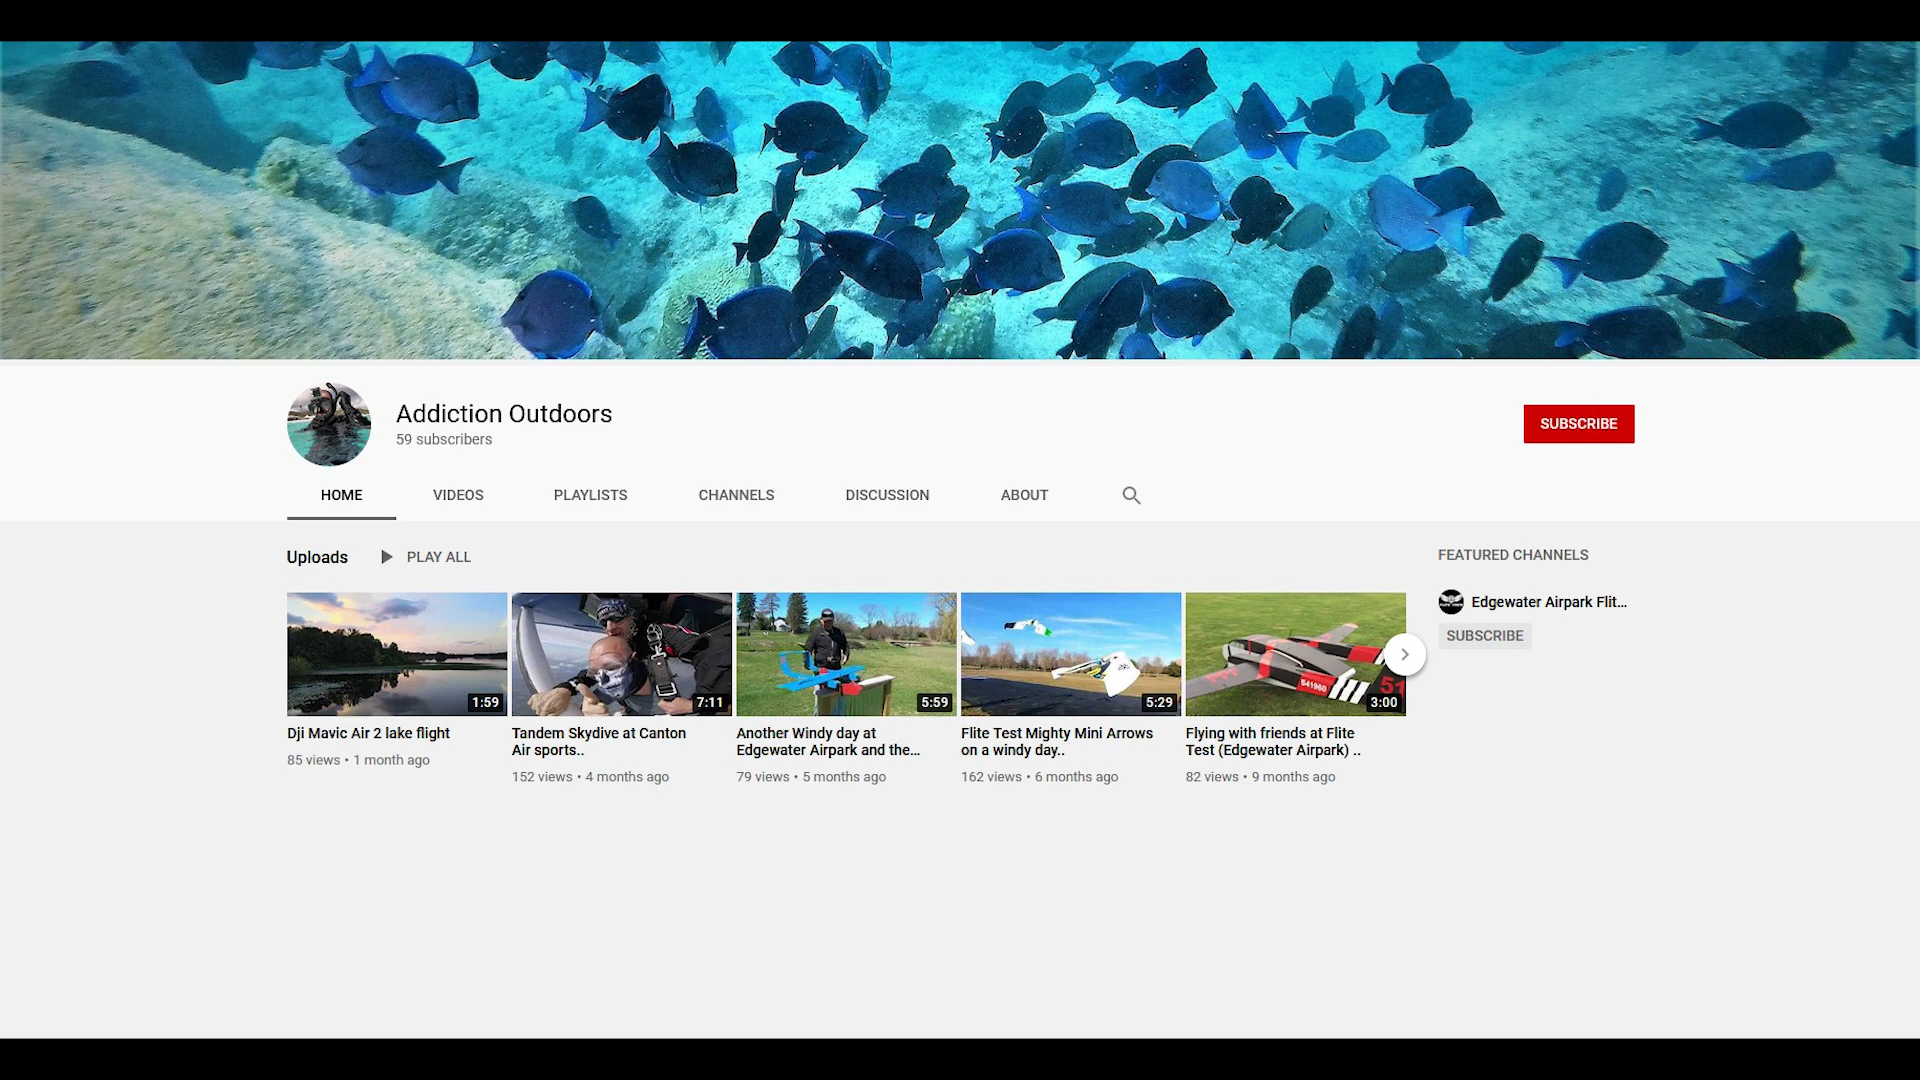 Addiction Outdoors
59 subscribers
SUBSCRIBE
HOME
VIDEOS
PLAYLISTS
CHANNELS
DISCUSSION
ABOUT
Uploads
PLAY ALL
1:59
Dji Mavic Air 2 lake flight
85 views • 1 month ago
7:11
Tandem Skydive at Canton
Air sports..
152 views • 4 months ago
5:59
Another Windy day at
Edgewater Airpark and the...
79 views • 5 months ago
5:29
Flite Test Mighty Mini Arrows
on a windy day..
162 views • 6 months ago
541960
51
3:00
Flying with friends at Flite
Test (Edgewater Airpark) ..
82 views • 9 months ago
FEATURED CHANNELS
Edgewater Airpark Flit...
SUBSCRIBE